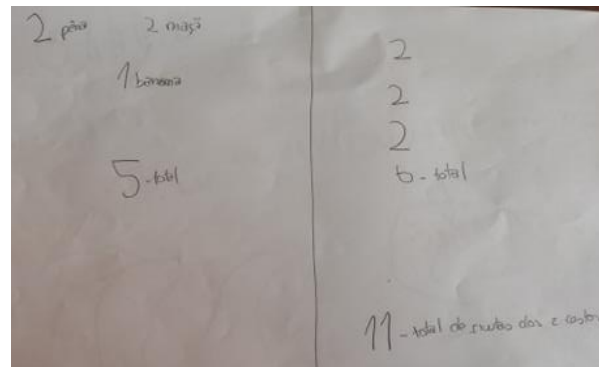 2 pêra 2 maçã
1 banana
5-total
2
2
2
6-total
11-total de frutas dos 2 cestos